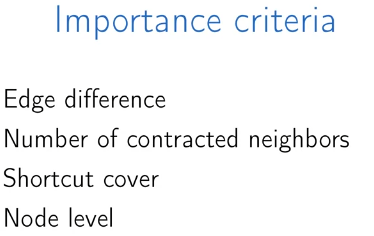 Importance criteria
Edge difference
Number of contracted neighbors
Shortcut cover
Node level